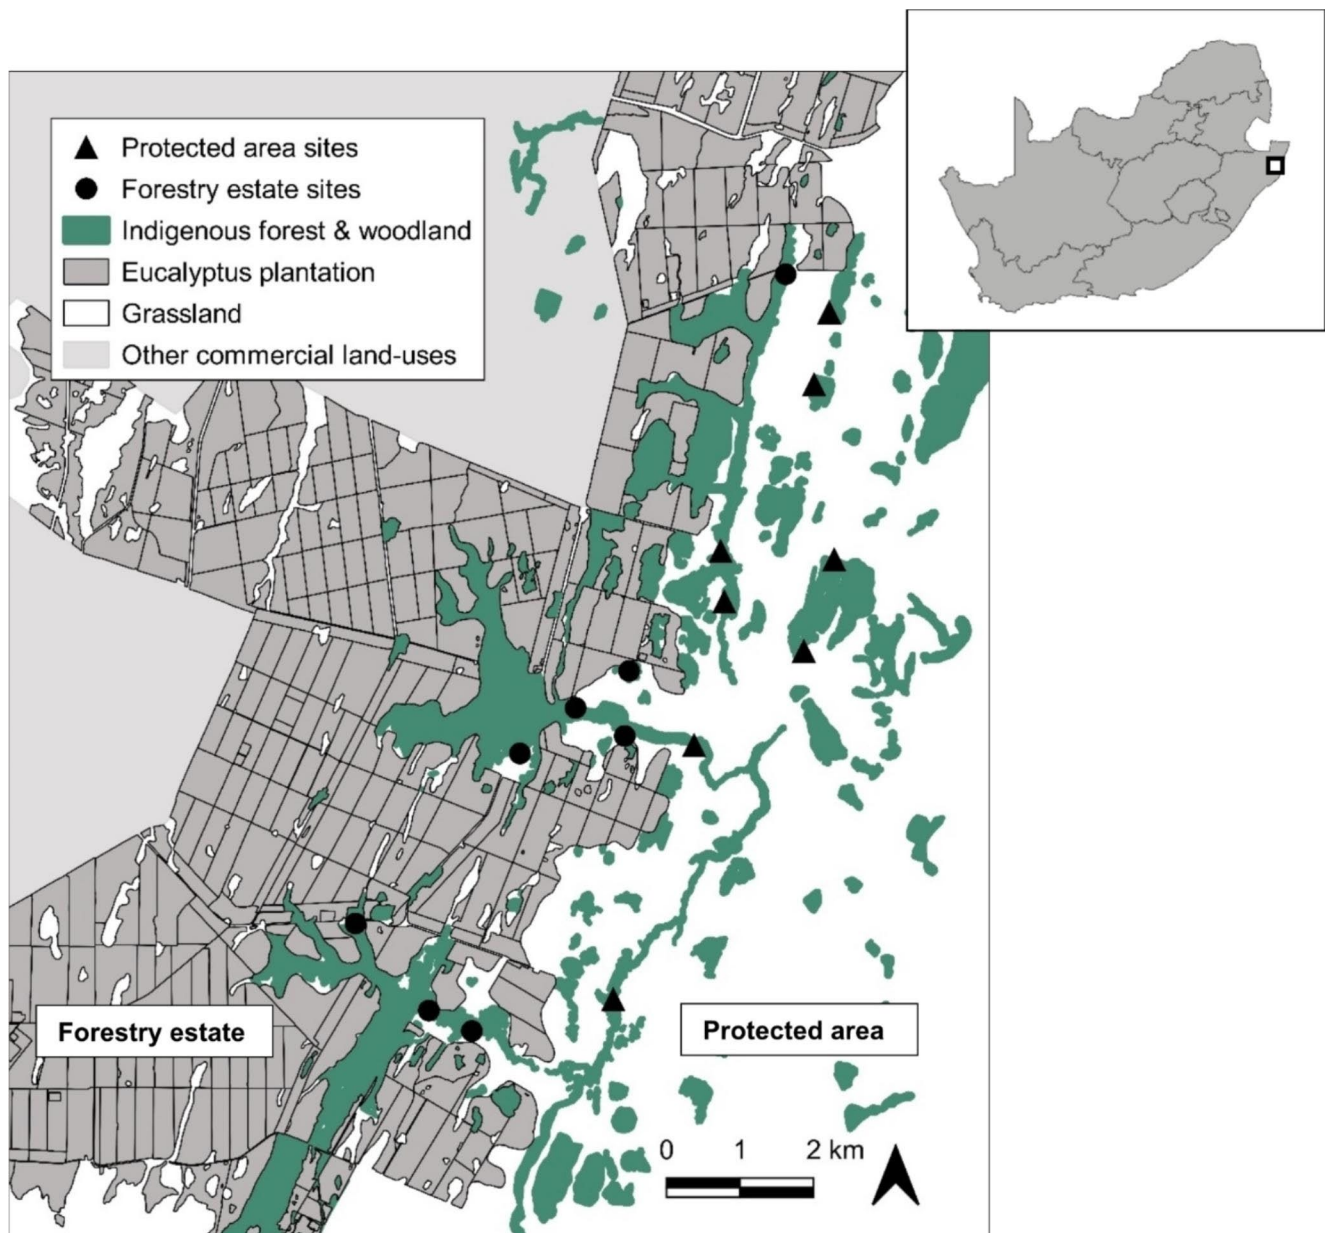 Protected area sites
Forestry estate sites
Indigenous forest & woodland
Eucalyptus plantation
Grassland
Other commercial land-uses
Forestry estate
Protected area
0 1 2 km